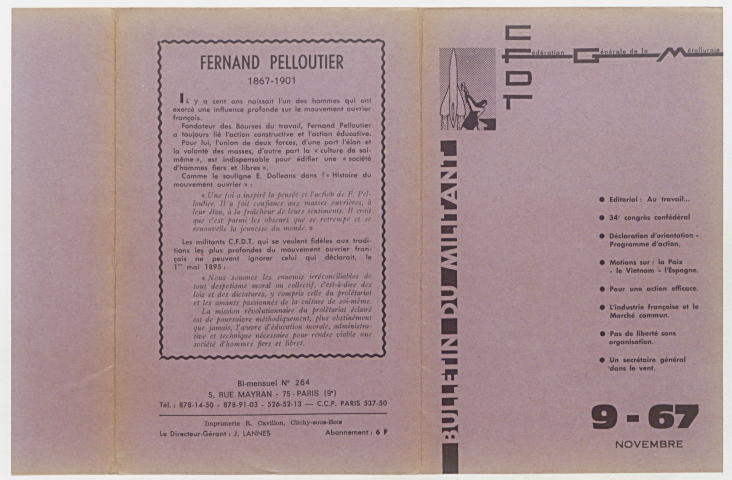 FERNAND PELLOUTIER
1867-1901
IL y a cent ans naissait l'un des hommes qui ont
exercé une influence profonde sur le mouvement ouvrier
français.
Fondateur des Bourses du travail, Fernand Pelloutier
a toujours lié l'action constructive et l'action éducative.
Pour lui, l'union de deux forces, d'une part l'élan et
la volonté des masses, d'autre part la « culture de soi-
même », est indispensable pour édifier une « société
d'hommes fiers et libres ».
Comme le souligne E. Dolleans dans l'« Histoire du
mouvement ouvrier » :
« Une foi a inspiré la pensée et l'action de F. Pel-
loutier. Il y a fait confiance aux masses ouvrières, à
leur élan, à la fraîcheur de leurs sentiments. Il croit
que c'est parmi les obscurs que se retrempe et se
renouvelle la jeunesse du monde. »
Les militants C.F.D.T. qui se veulent fidèles aux tradi-
tions les plus profondes du mouvement ouvrier fran-
çais ne peuvent ignorer celui qui déclarait, le
1er mai 1895 :
« Nous sommes les ennemis irréconciliables de
tout despotisme moral ou collectif, c'est-à-dire des
lois et des dictatures, y compris celle du prolétariat
et les amants passionnés de la culture de soi-même.
La mission révolutionnaire du prolétariat éclairé
est de poursuivre méthodiquement, plus obstinément
que jamais, l'œuvre d'éducation morale, administra-
tive et technique nécessaire pour rendre viable une
société d'hommes fiers et libres.
Bi-mensuel N° 264
5, RUE MAYRAN - 75 - PARIS (9e)
Tél. : 878-14-50 - 878-91-03 - 526-52-13 — C.C.P. PARIS 537-50
Imprimerie R. Cavillon, Clichy-sous-Bois
Le Directeur-Gérant : J. LANNES Abonnement : 6 F
CFDT
Fédération Générale de la Métallurgie
BULLETIN DU MILITANT
● Editorial : Au travail...
● 34e congrès confédéral
● Déclaration d'orientation -
Programme d'action.
● Motions sur : la Paix
- le Vietnam - l'Espagne.
● Pour une action efficace.
● L'industrie française et le
Marché commun.
● Pas de liberté sans
organisation.
● Un secrétaire général
dans le vent.
9 - 67
NOVEMBRE